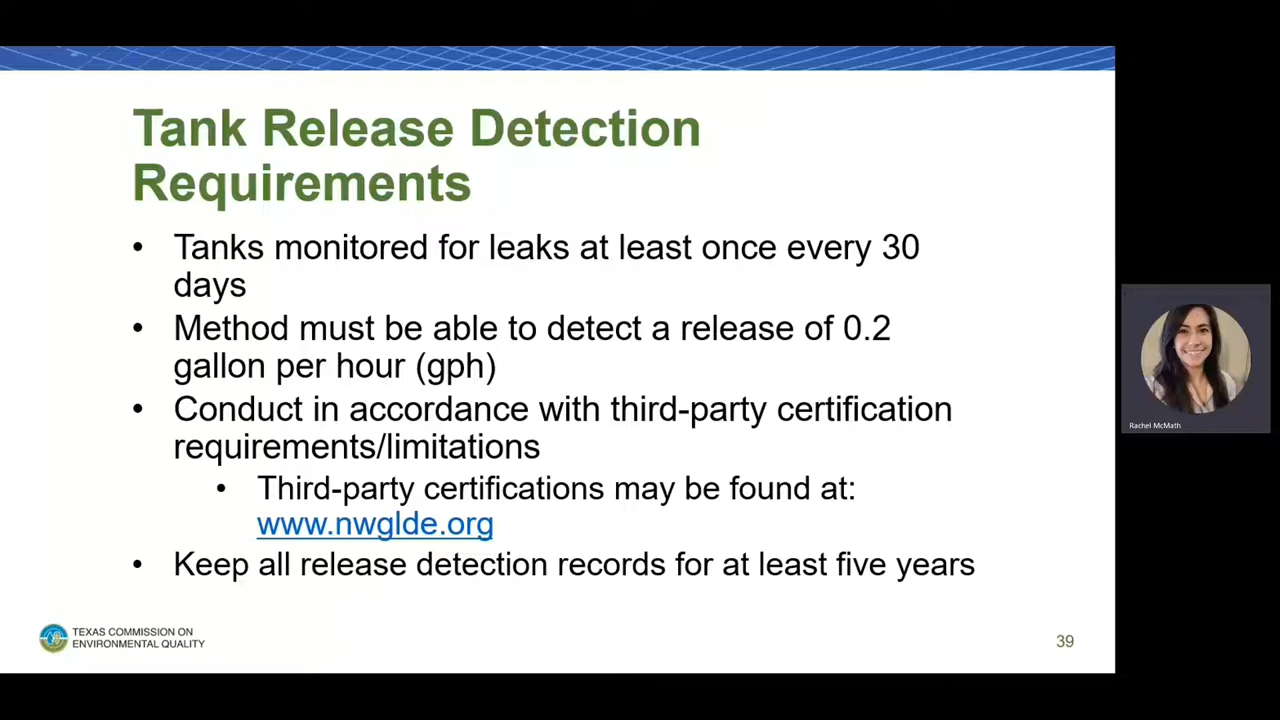 Tank Release Detection
Requirements
• Tanks monitored for leaks at least once every 30
days
• Method must be able to detect a release of 0.2
gallon per hour (gph)
• Conduct in accordance with third-party certification
requirements/limitations
• Third-party certifications may be found at:
www.nwglde.org
• Keep all release detection records for at least five years
TEXAS COMMISSION ON
ENVIRONMENTAL QUALITY
39
Rachel McMath